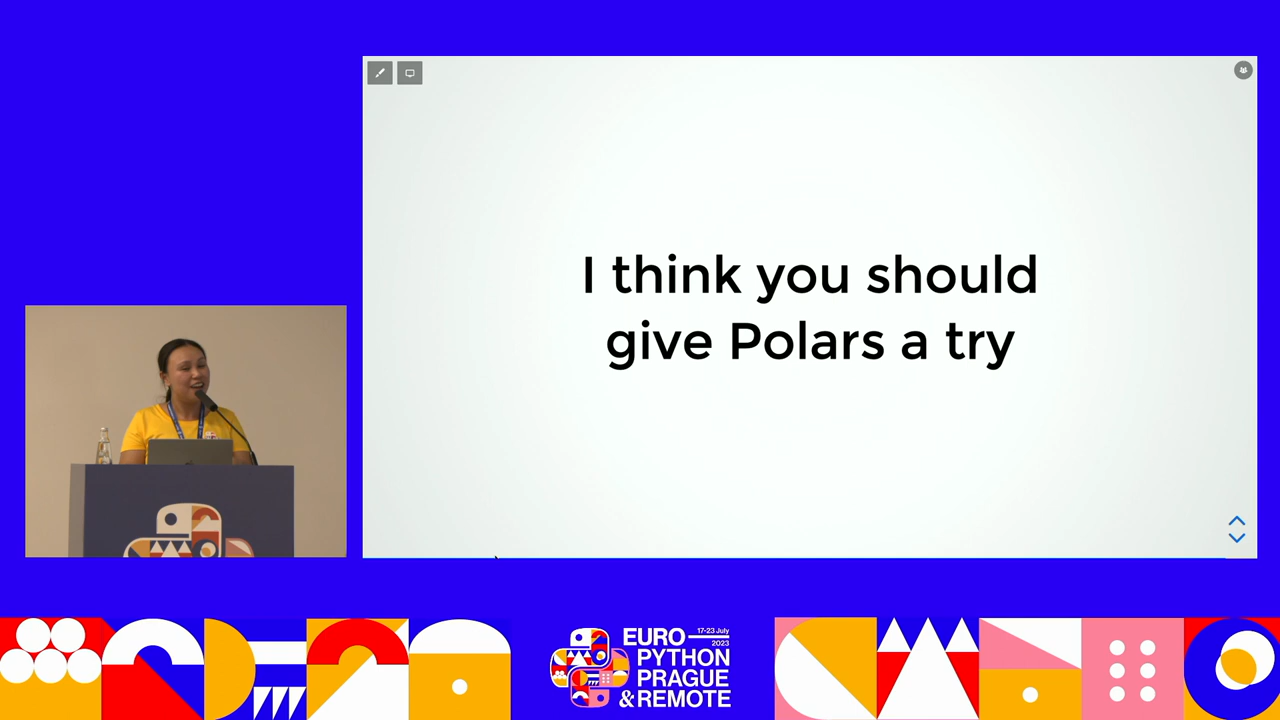 I think you should
give Polars a try
17-23 July
2023
EURO
PYTHON
PRAGUE
& REMOTE